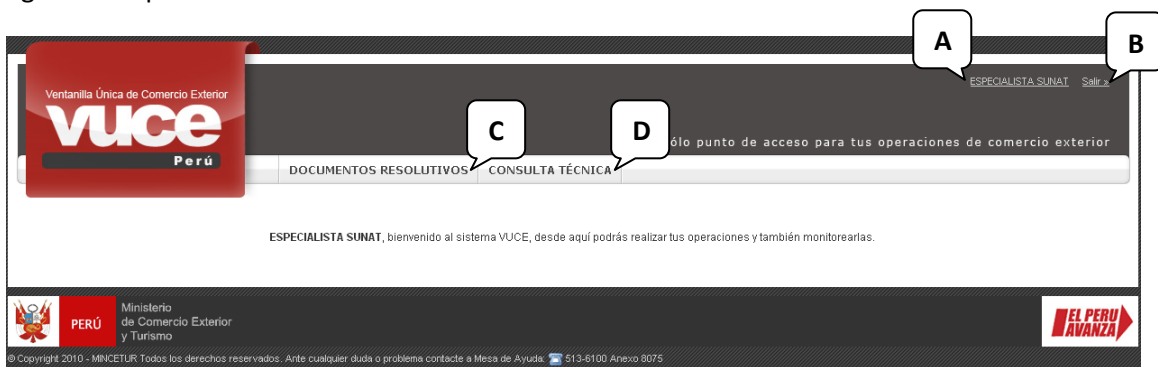 A
B
ESPECIALISTA SUNAT Salir »
Ventanilla Única de Comercio Exterior
vuce
Perú
C
D
ólo punto de acceso para tus operaciones de comercio exterior
DOCUMENTOS RESOLUTIVOS CONSULTA TÉCNICA
ESPECIALISTA SUNAT, bienvenido al sistema VUCE, desde aquí podrás realizar tus operaciones y también monitorearlas.
PERÚ
Ministerio
de Comercio Exterior
y Turismo
EL PERU
AVANZA
© Copyright 2010 - MINCETUR Todos los derechos reservados. Ante cualquier duda o problema contacte a Mesa de Ayuda: 513-6100 Anexo 8075